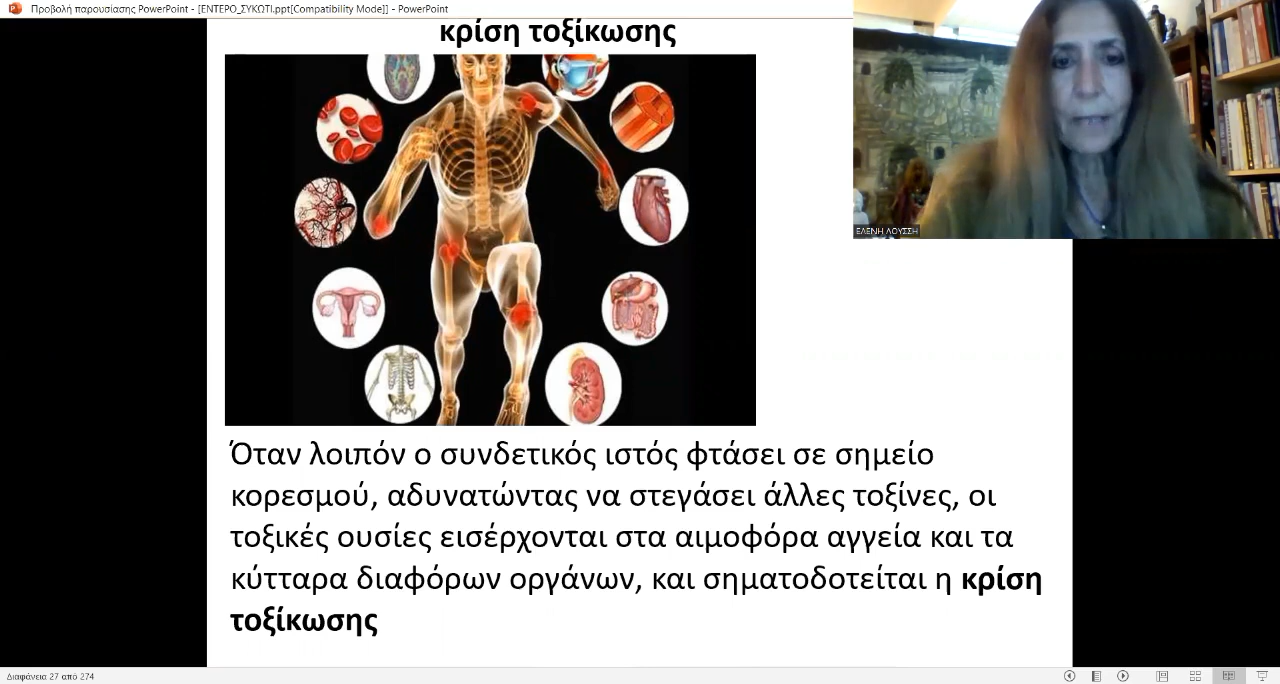 Προβολή παρουσίασης PowerPoint - [ΕΝΤΕΡΟ_ΣΥΚΩΤΙ.ppt[Compatibility Mode]] - PowerPoint
κρίση τοξίκωσης
ΕΛΕΝΗ ΛΟΥΣΣΗ
Όταν λοιπόν ο συνδετικός ιστός φτάσει σε σημείο
κορεσμού, αδυνατώντας να στεγάσει άλλες τοξίνες, οι
τοξικές ουσίες εισέρχονται στα αιμοφόρα αγγεία και τα
κύτταρα διαφόρων οργάνων, και σηματοδοτείται η κρίση
τοξίκωσης
Διαφάνεια 27 από 274